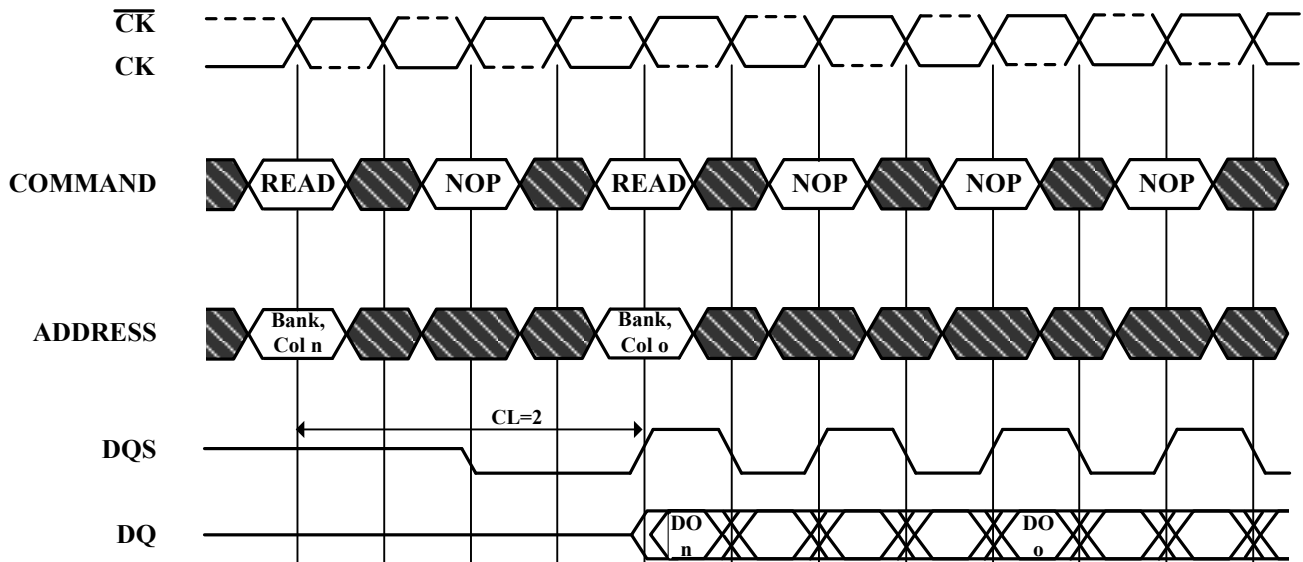 CK
CK
COMMAND
READ NOP READ NOP NOP NOP
ADDRESS
Bank,
Col n
Bank,
Col o
CL=2
DQS
DQ
DO
n
DO
o